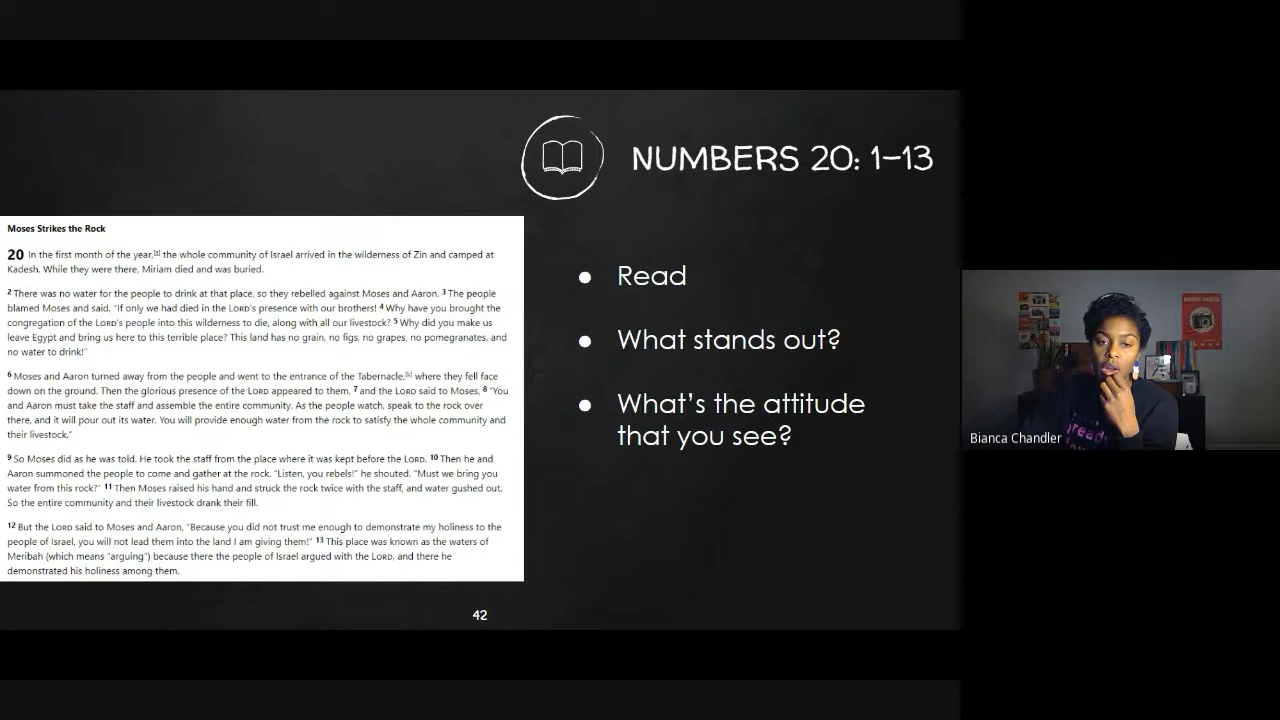 NUMBERS 20: 1–13
Moses Strikes the Rock
20 In the first month of the year,[a] the whole community of Israel arrived in the wilderness of Zin and camped at
Kadesh. While they were there, Miriam died and was buried.
2 There was no water for the people to drink at that place, so they rebelled against Moses and Aaron. 3 The people
blamed Moses and said, "If only we had died in the LORD's presence with our brothers! 4 Why have you brought the
congregation of the LORD's people into this wilderness to die, along with all our livestock? 5 Why did you make us
leave Egypt and bring us here to this terrible place? This land has no grain, no figs, no grapes, no pomegranates, and
no water to drink!"
6 Moses and Aaron turned away from the people and went to the entrance of the Tabernacle,[b] where they fell face
down on the ground. Then the glorious presence of the LORD appeared to them, 7 and the LORD said to Moses, 8 "You
and Aaron must take the staff and assemble the entire community. As the people watch, speak to the rock over
there, and it will pour out its water. You will provide enough water from the rock to satisfy the whole community and
their livestock."
9 So Moses did as he was told. He took the staff from the place where it was kept before the LORD. 10 Then he and
Aaron summoned the people to come and gather at the rock. "Listen, you rebels!" he shouted. "Must we bring you
water from this rock?" 11 Then Moses raised his hand and struck the rock twice with the staff, and water gushed out.
So the entire community and their livestock drank their fill.
12 But the LORD said to Moses and Aaron, "Because you did not trust me enough to demonstrate my holiness to the
people of Israel, you will not lead them into the land I am giving them!" 13 This place was known as the waters of
Meribah (which means "arguing") because there the people of Israel argued with the LORD, and there he
demonstrated his holiness among them.
● Read
● What stands out?
● What's the attitude
that you see?
42
Bianca Chandler